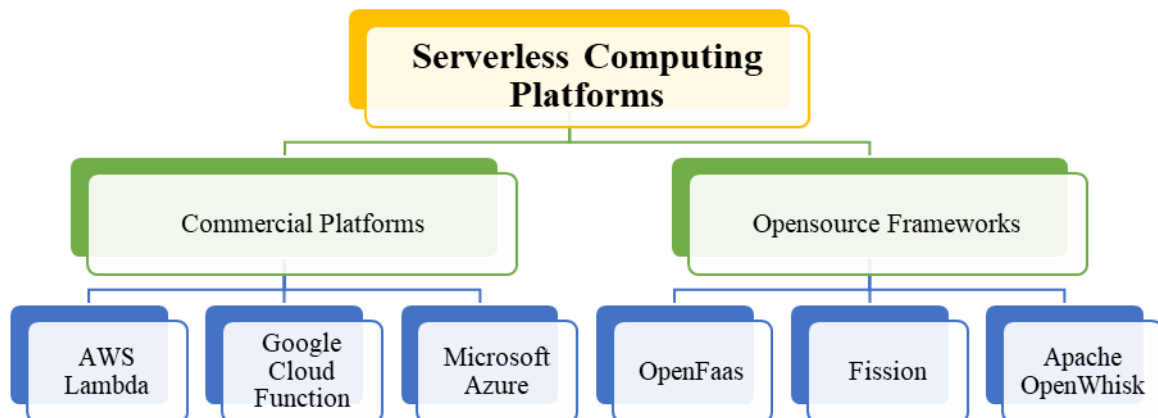 Serverless Computing
Platforms
Commercial Platforms
Opensource Frameworks
AWS
Lambda
Google
Cloud
Function
Microsoft
Azure
OpenFaas
Fission
Apache
OpenWhisk